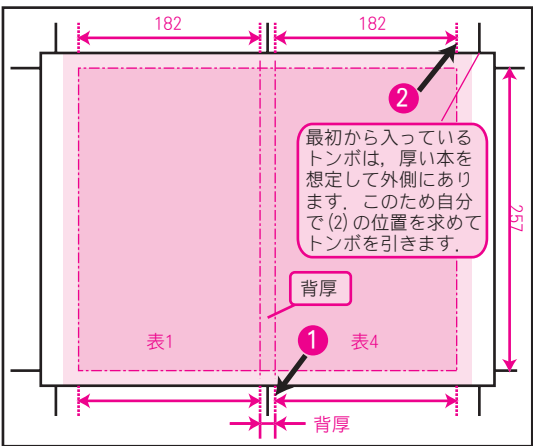 182
182
2
最初から入っている
トンボは，厚い本を
想定して外側にあり
ます．このため自分
で(2)の位置を求めて
トンボを引きます．
257
背厚
表1
1
表4
背厚